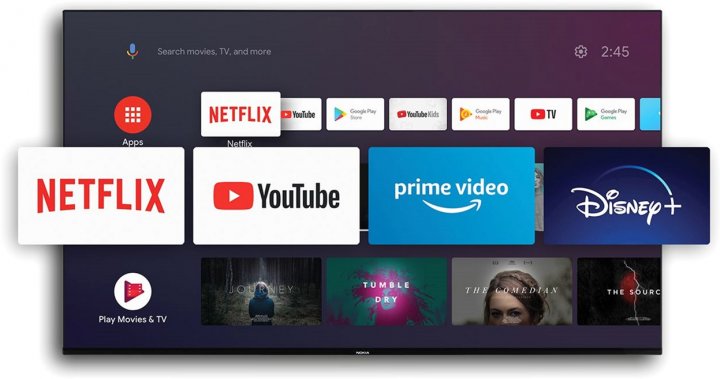 Search movies, TV, and more
2:45
NETFLIX
YouTube
Google Play
Store
YouTube Kids
Google Play
Music
TV
Google Play
Games
Apps
Netflix
NETFLIX
YouTube
prime video
Disney+
Play Movies & TV
JOURNEY
TUMBLE
DRY
THE COMEDIAN
THE SOURC
NOKIA